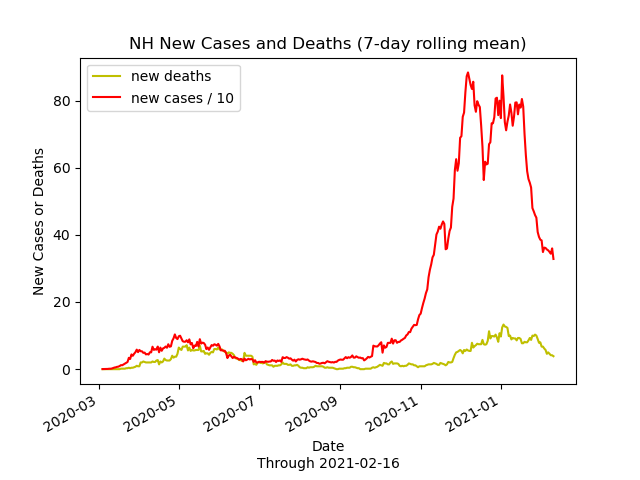 NH New Cases and Deaths (7-day rolling mean)
new deaths
new cases / 10
80
60
40
20
0
New Cases or Deaths
2020-03
2020-05
2020-07
2020-09
2020-11
2021-01
Date
Through 2021-02-16